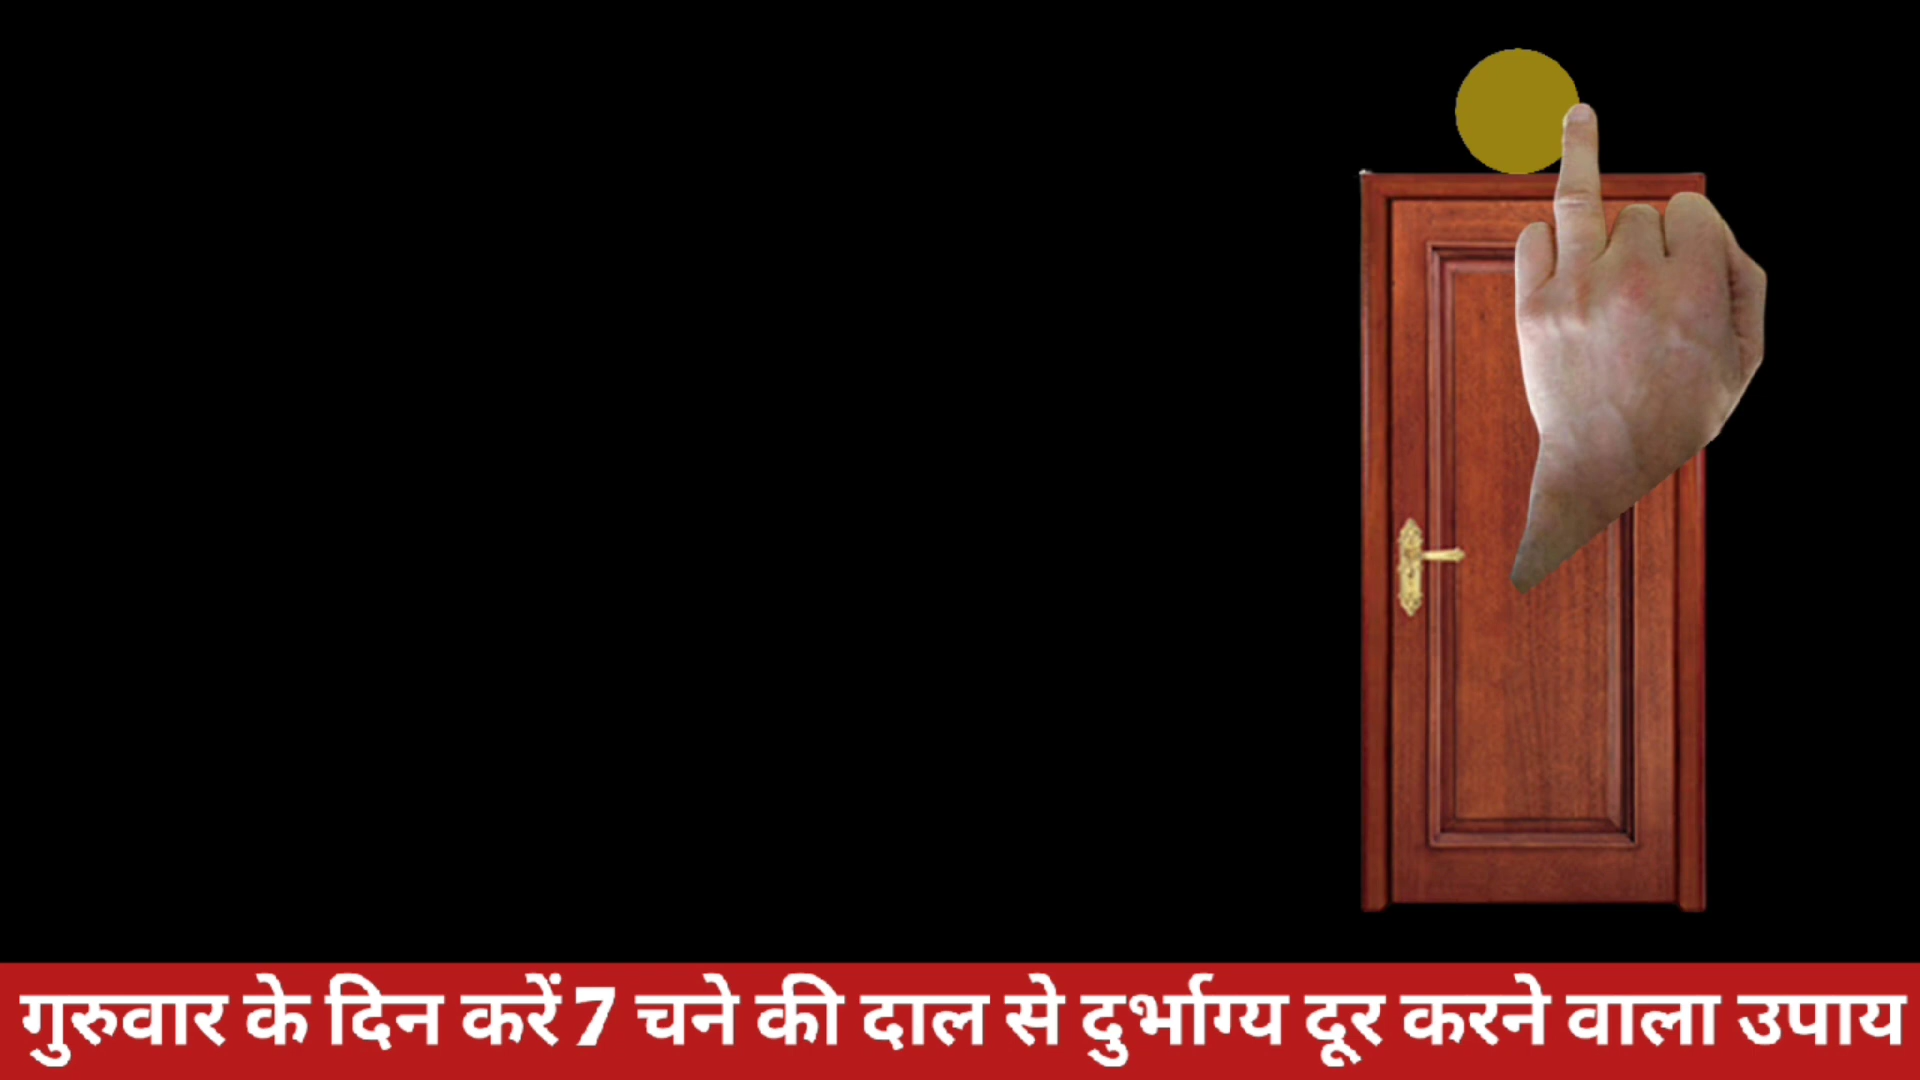 गुरुवार के दिन करें 7 चने की दाल से दुर्भाग्य दूर करने वाला उपाय